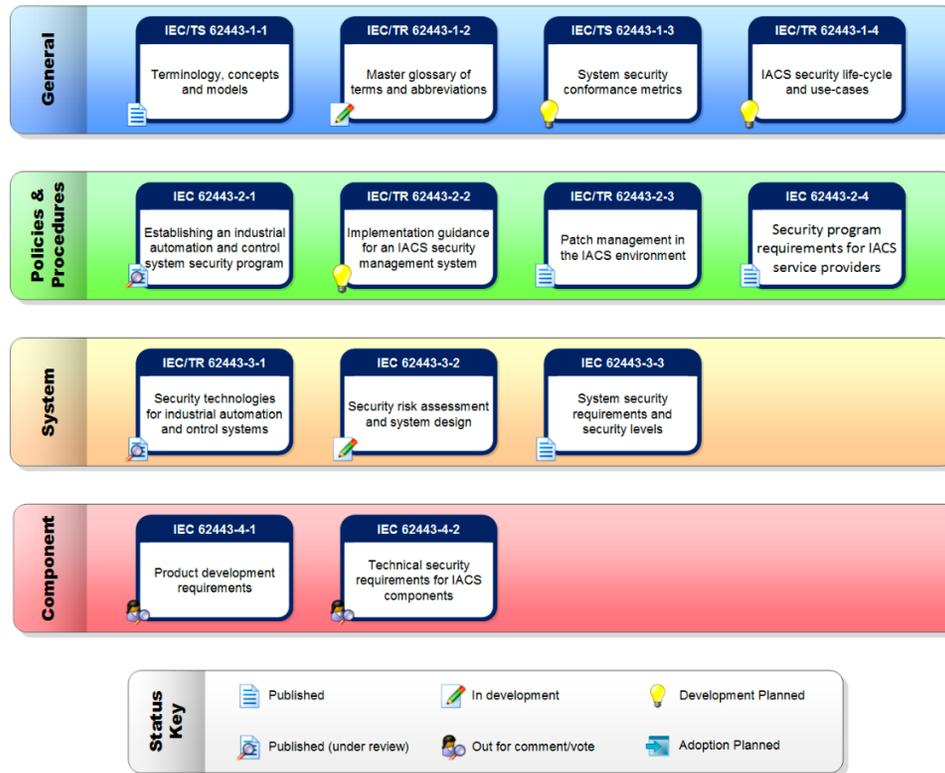 General
IEC/TS 62443-1-1
Terminology, concepts
and models
IEC/TR 62443-1-2
Master glossary of
terms and abbreviations
IEC/TS 62443-1-3
System security
conformance metrics
IEC/TR 62443-1-4
IACS security life-cycle
and use-cases
Policies &
Procedures
IEC 62443-2-1
Establishing an industrial
automation and control
system security program
IEC/TR 62443-2-2
Implementation guidance
for an IACS security
management system
IEC/TR 62443-2-3
Patch management in
the IACS environment
IEC 62443-2-4
Security program
requirements for IACS
service providers
System
IEC/TR 62443-3-1
Security technologies
for industrial automation
and ontrol systems
IEC 62443-3-2
Security risk assessment
and system design
IEC 62443-3-3
System security
requirements and
security levels
Component
IEC 62443-4-1
Product development
requirements
IEC 62443-4-2
Technical security
requirements for IACS
components
Status
Key
Published
In development
Development Planned
Published (under review)
Out for comment/vote
Adoption Planned